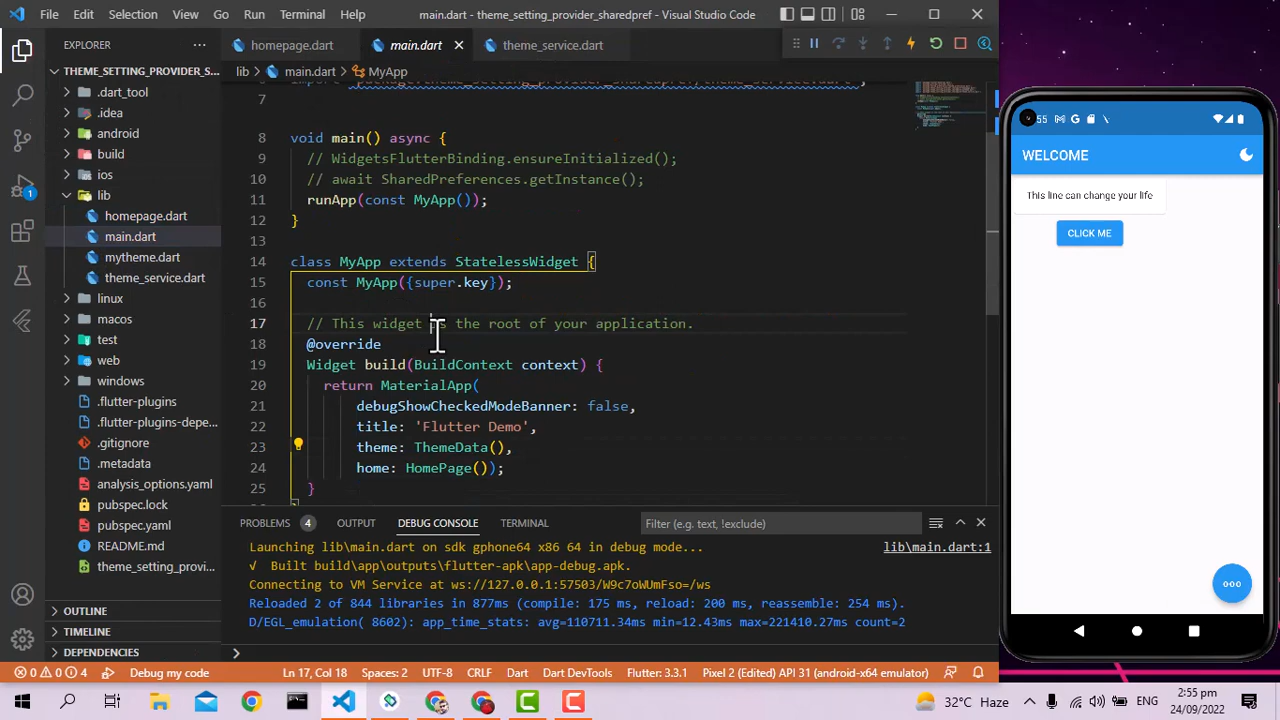 File Edit Selection View Go Run Terminal Help main.dart - theme_setting_provider_sharedpref - Visual Studio Code
EXPLORER
THEME_SETTING_PROVIDER_S...
.dart_tool
.idea
android
build
ios
lib
homepage.dart
main.dart
mytheme.dart
theme_service.dart
linux
macos
test
web
windows
.flutter-plugins
.flutter-plugins-depe...
.gitignore
.metadata
analysis_options.yaml
pubspec.lock
pubspec.yaml
README.md
theme_setting_provi...
OUTLINE
TIMELINE
DEPENDENCIES
1
homepage.dart main.dart theme_service.dart
lib > main.dart > MyApp
7
8 void main() async {
9 // WidgetsFlutterBinding.ensureInitialized();
10 // await SharedPreferences.getInstance();
11 runApp(const MyApp());
12 }
13
14 class MyApp extends StatelessWidget {
15 const MyApp({super.key});
16
17 // This widget is the root of your application.
18 @override
19 Widget build(BuildContext context) {
20 return MaterialApp(
21 debugShowCheckedModeBanner: false,
22 title: 'Flutter Demo',
23 theme: ThemeData(),
24 home: HomePage());
25 }
PROBLEMS 4 OUTPUT DEBUG CONSOLE TERMINAL Filter (e.g. text, !exclude)
Launching lib\main.dart on sdk gphone64 x86 64 in debug mode... lib\main.dart:1
√ Built build\app\outputs\flutter-apk\app-debug.apk.
Connecting to VM Service at ws://127.0.0.1:57503/W9c7oWUmFso=/ws
Reloaded 2 of 844 libraries in 877ms (compile: 175 ms, reload: 200 ms, reassemble: 254 ms).
D/EGL_emulation( 8602): app_time_stats: avg=110711.34ms min=12.43ms max=221410.27ms count=2
0 0 4 Debug my code Ln 17, Col 18 Spaces: 2 UTF-8 CRLF Dart Dart DevTools Flutter: 3.3.1 Pixel 2 (Edited) API 31 (android-x64 emulator)
:55
WELCOME
This line can change your life
CLICK ME
32°C Haze ENG 2:55 pm
24/09/2022